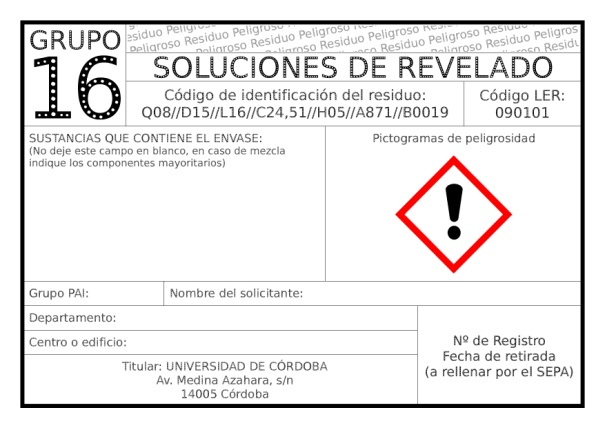 GRUPO
16
Residuo Peligroso Residuo Peligroso Residuo Peligroso Residuo Peligroso
Peligroso Residuo Peligroso Residuo Peligroso Residuo Peligroso Residuo
SOLUCIONES DE REVELADO
Código de identificación del residuo:
Q08//D15//L16//C24,51//H05//A871//B0019
Código LER:
090101
SUSTANCIAS QUE CONTIENE EL ENVASE:
(No deje este campo en blanco, en caso de mezcla
indique los componentes mayoritarios)
Pictogramas de peligrosidad
Grupo PAI:
Nombre del solicitante:
Departamento:
Centro o edificio:
Titular: UNIVERSIDAD DE CÓRDOBA
Av. Medina Azahara, s/n
14005 Córdoba
Nº de Registro
Fecha de retirada
(a rellenar por el SEPA)